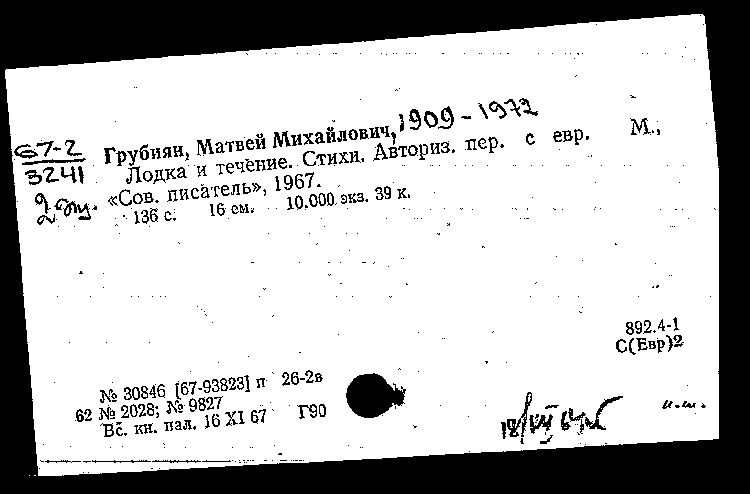 Грубиян, Матвей Михайлович, 1909-1972
67-2
3241
2 эк.
Лодка и течение. Стихи. Авториз. пер. с евр. М.,
«Сов. писатель», 1967.
136 с. 16 см. 10.000 экз. 39 к.
892.4-1
С(Евр)2
№ 30846 [67-93823] п 26-2в
62 № 2028; № 9827
Вс. кн. пал. 16 XI 67 Г90